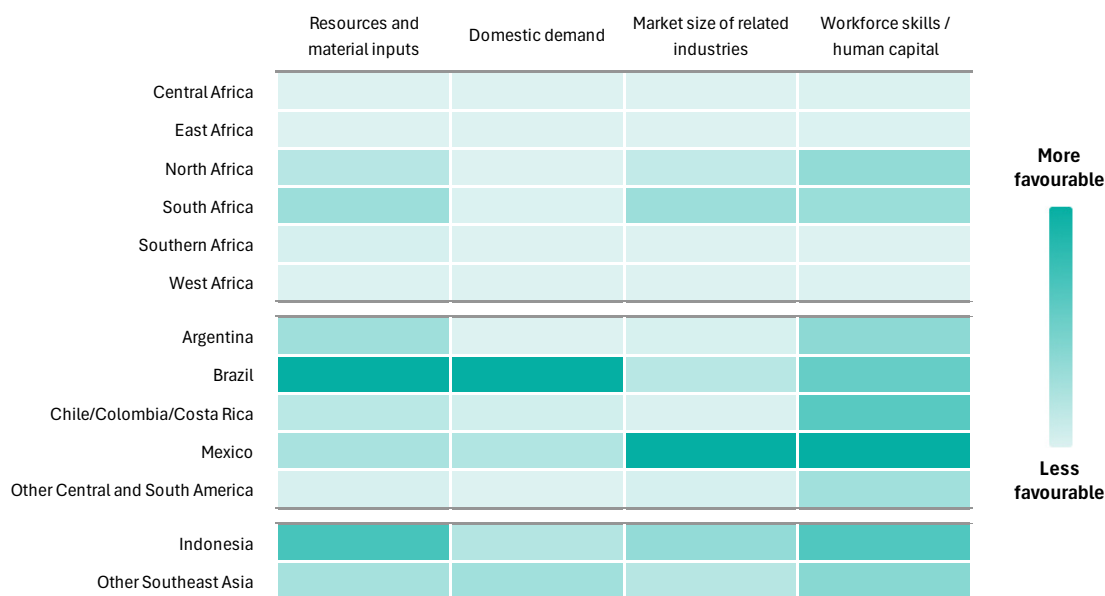 Resources and
material inputs
Domestic demand
Market size of related
industries
Workforce skills /
human capital
Central Africa
East Africa
North Africa
South Africa
Southern Africa
West Africa
Argentina
Brazil
Chile/Colombia/Costa Rica
Mexico
Other Central and South America
Indonesia
Other Southeast Asia
More
favourable
Less
favourable